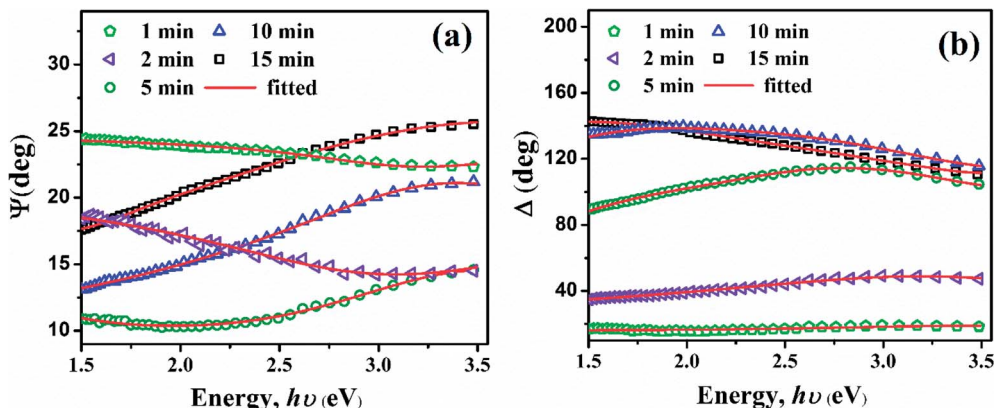 (a)
1 min 10 min
2 min 15 min
5 min fitted
Ψ(deg)
30
25
20
15
10
1.5 2.0 2.5 3.0 3.5
Energy, hυ (eV)
(b)
1 min 10 min
2 min 15 min
5 min fitted
Δ (deg)
200
160
120
80
40
1.5 2.0 2.5 3.0 3.5
Energy, hυ (eV)